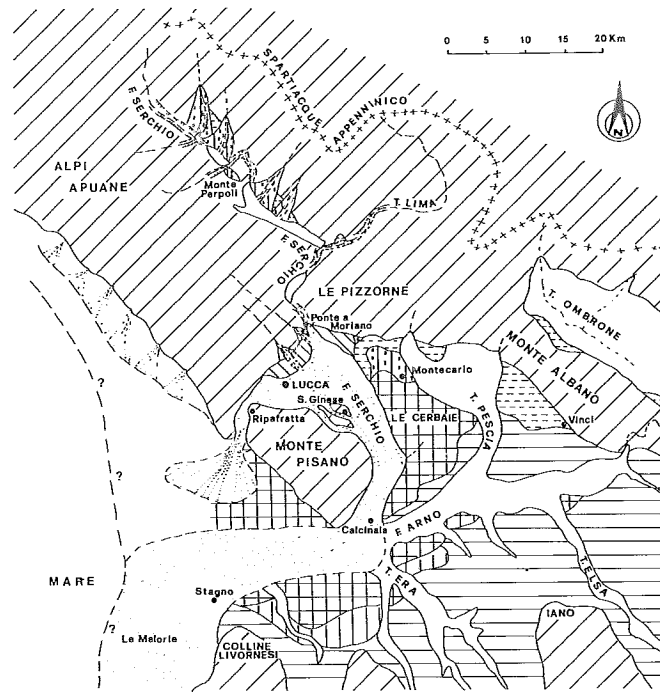 0 5 10 15 20 Km
N
SPARTIACQUE
APPENNINICO
F. SERCHIO
ALPI
APUANE
Monte
Perpoli
T. LIMA
F. SERCHIO
LE PIZZORNE
T. OMBRONE
Ponte a
Moriano
MONTE ALBANO
Montecarlo
LUCCA
F. SERCHIO
S. Ginese
T. PESCIA
LE CERBAIE
Vinci
Ripafratta
MONTE
PISANO
?
?
Calcinaia
F. ARNO
MARE
T. ERA
T. ELSA
Stagno
IANO
?
Le Melorie
COLLINE
LIVORNESI